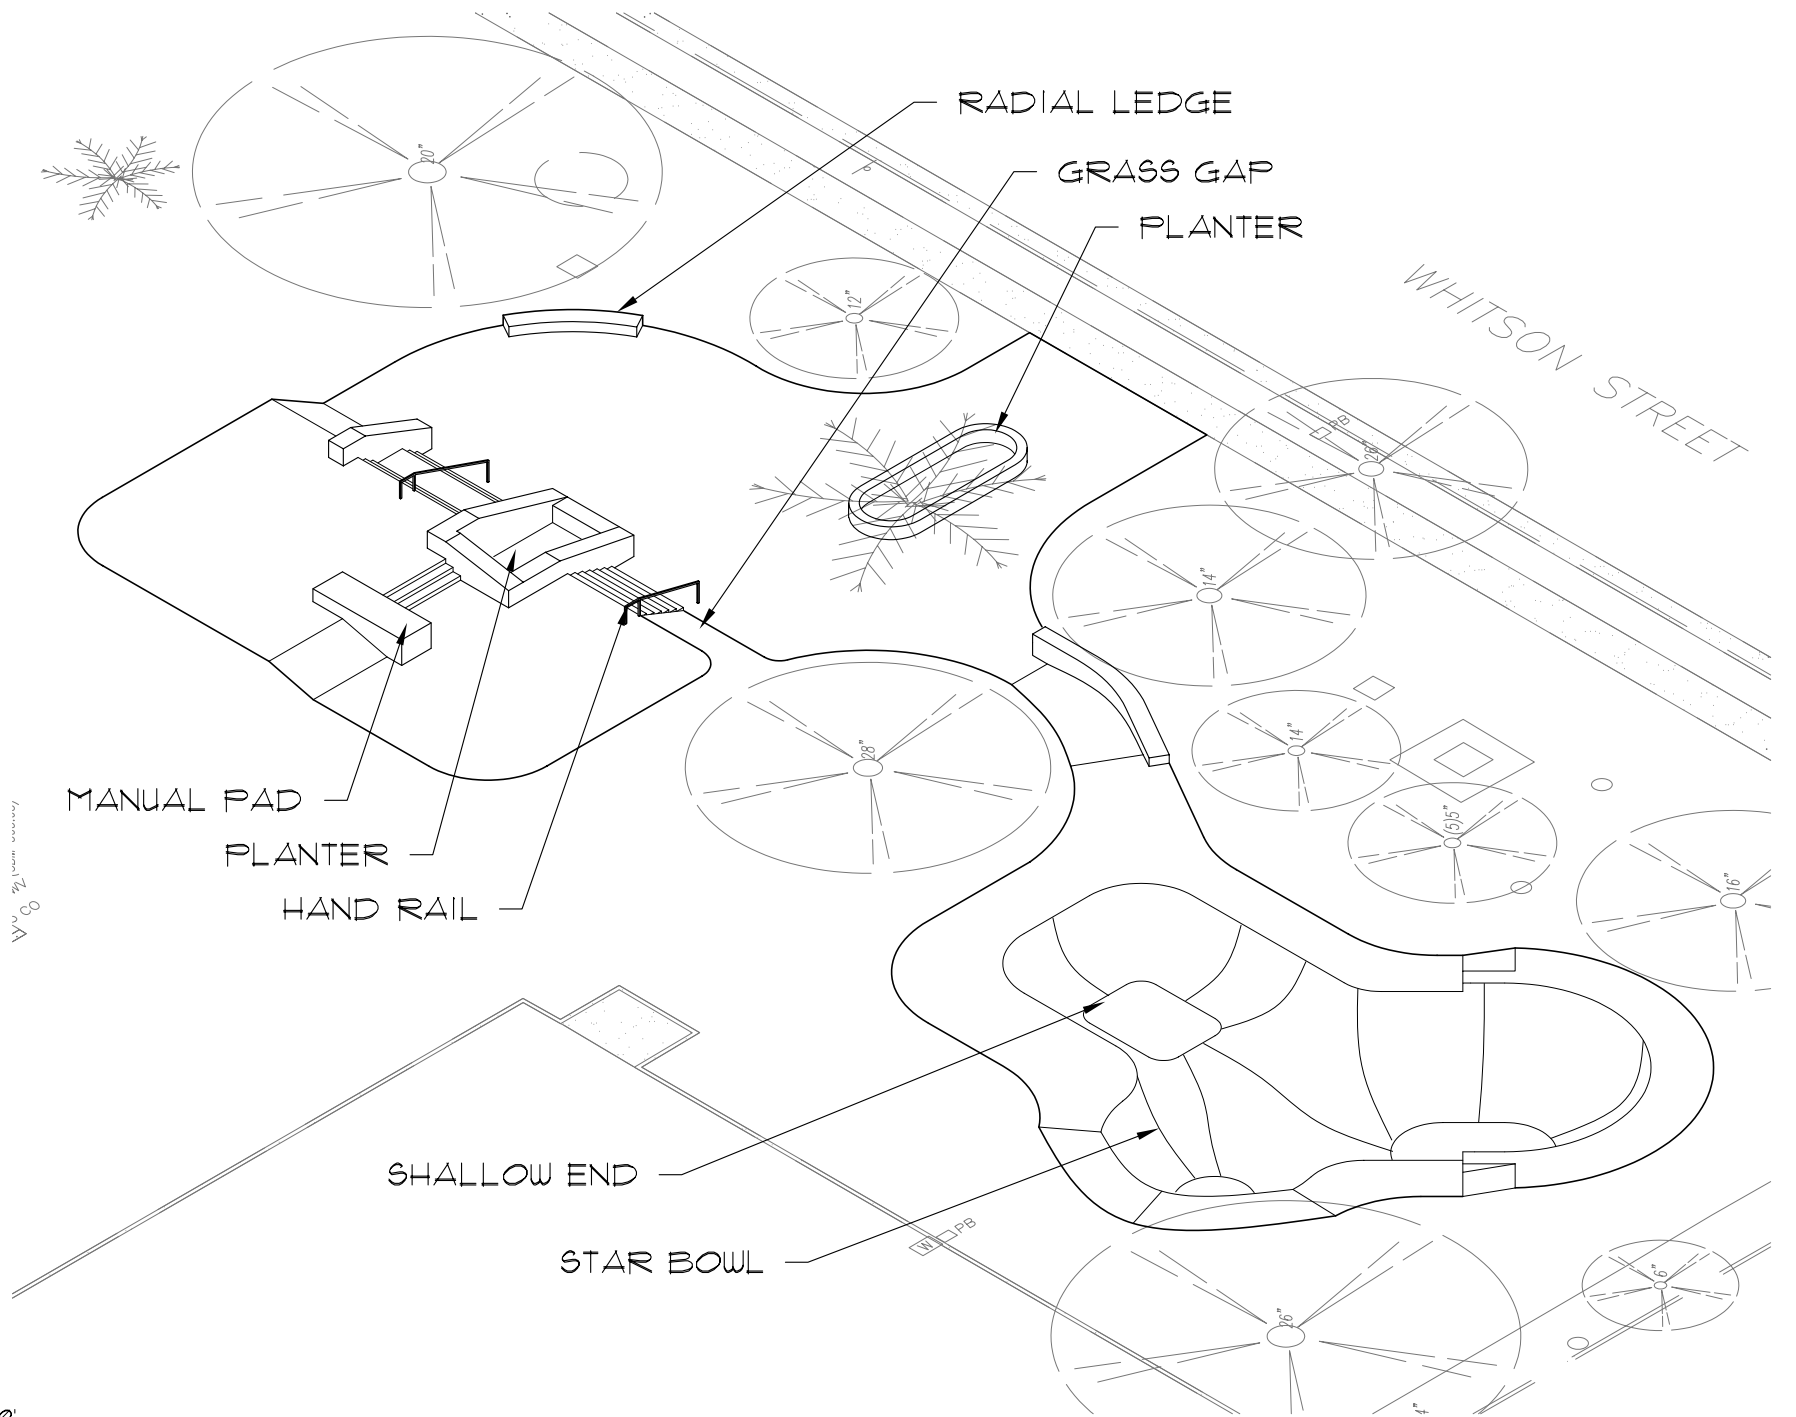 RADIAL LEDGE
GRASS GAP
PLANTER
20"
P
12"
WHITSON STREET
PB
26"
14"
14"
28"
(5)5"
16"
MANUAL PAD
PLANTER
HAND RAIL
SHALLOW END
STAR BOWL
W
PB
26"
6"